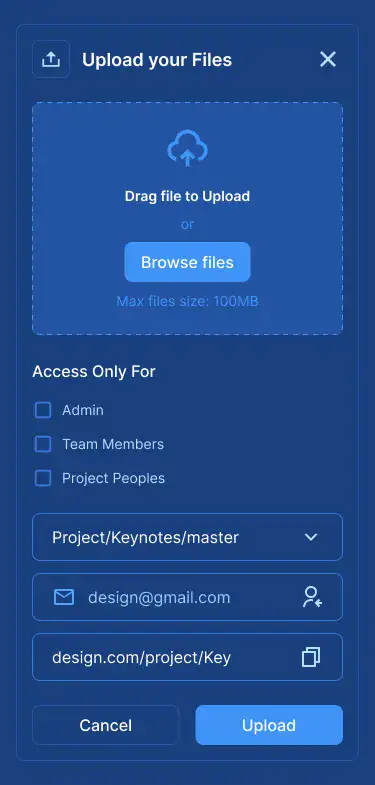 Upload your Files
Drag file to Upload
or
Browse files
Max files size: 100MB
Access Only For
Admin
Team Members
Project Peoples
Project/Keynotes/master
design@gmail.com
design.com/project/Key
Cancel
Upload